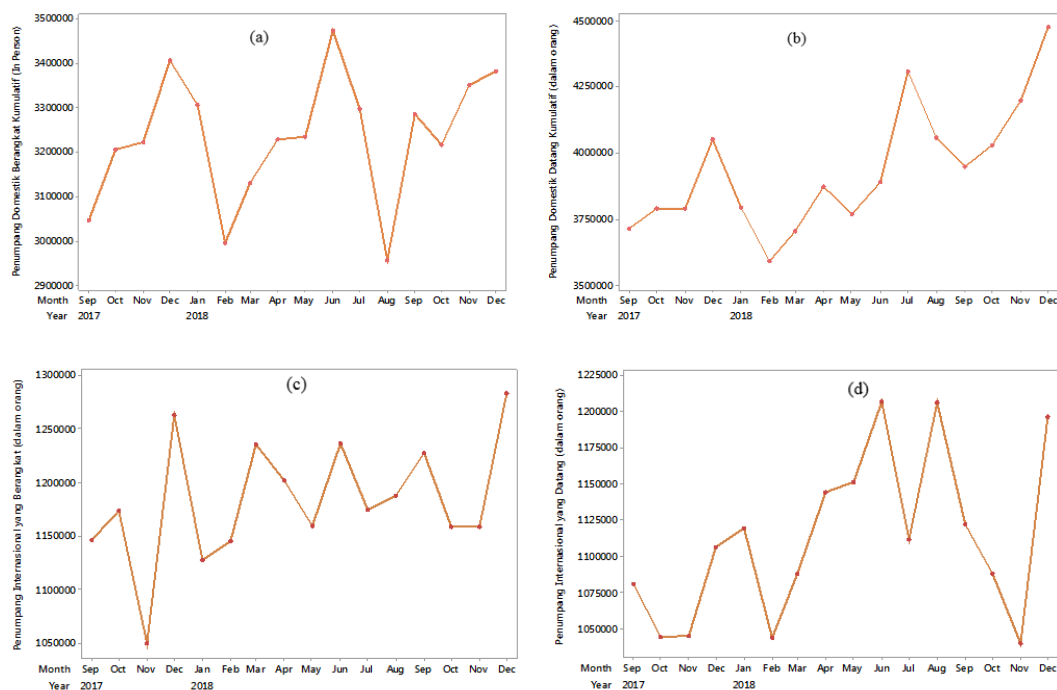 (a)
Penumpang Domestik Berangkat Kumulatif (In Person)
3500000
3400000
3300000
3200000
3100000
3000000
2900000
Month Sep Oct Nov Dec Jan Feb Mar Apr May Jun Jul Aug Sep Oct Nov Dec
Year 2017 2018
(b)
Penumpang Domestik Datang Kumulatif (dalam orang)
4500000
4250000
4000000
3750000
3500000
Month Sep Oct Nov Dec Jan Feb Mar Apr May Jun Jul Aug Sep Oct Nov Dec
Year 2017 2018
(c)
Penumpang Internasional yang Berangkat (dalam orang)
1300000
1250000
1200000
1150000
1100000
1050000
Month Sep Oct Nov Dec Jan Feb Mar Apr May Jun Jul Aug Sep Oct Nov Dec
Year 2017 2018
(d)
Penumpang Internasional yang Datang (dalam orang)
1225000
1200000
1175000
1150000
1125000
1100000
1075000
1050000
Month Sep Oct Nov Dec Jan Feb Mar Apr May Jun Jul Aug Sep Oct Nov Dec
Year 2017 2018